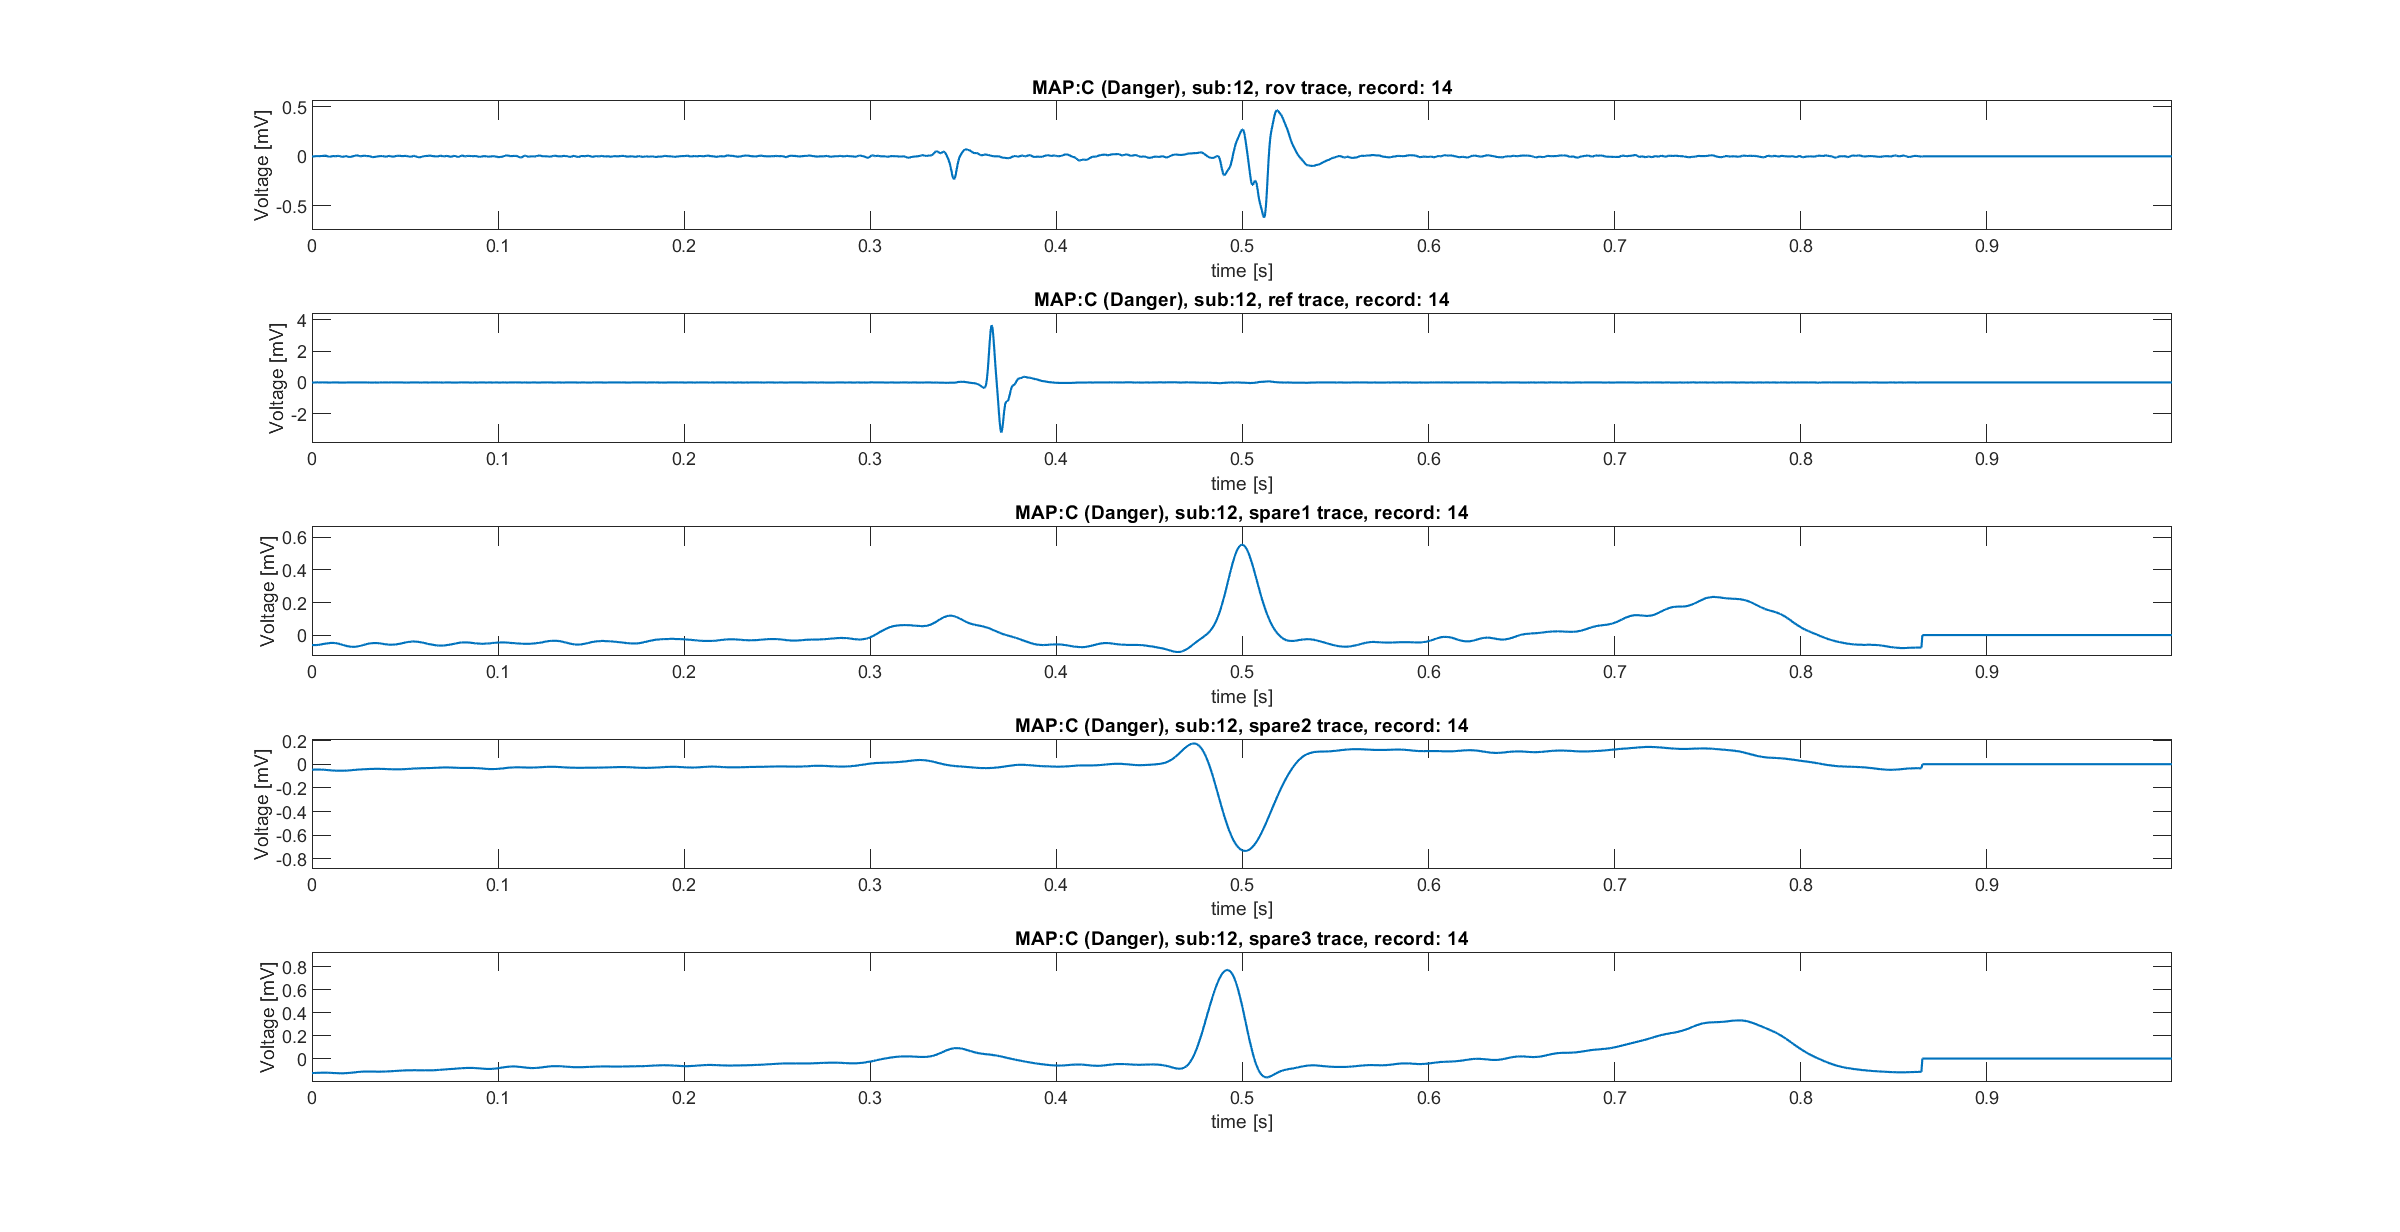 MAP:C (Danger), sub:12, rov trace, record: 14
0.5
0
-0.5
Voltage [mV]
0 0.1 0.2 0.3 0.4 0.5 0.6 0.7 0.8 0.9
time [s]
MAP:C (Danger), sub:12, ref trace, record: 14
4
2
0
-2
Voltage [mV]
0 0.1 0.2 0.3 0.4 0.5 0.6 0.7 0.8 0.9
time [s]
MAP:C (Danger), sub:12, spare1 trace, record: 14
0.6
0.4
0.2
0
Voltage [mV]
0 0.1 0.2 0.3 0.4 0.5 0.6 0.7 0.8 0.9
time [s]
MAP:C (Danger), sub:12, spare2 trace, record: 14
0.2
0
-0.2
-0.4
-0.6
-0.8
Voltage [mV]
0 0.1 0.2 0.3 0.4 0.5 0.6 0.7 0.8 0.9
time [s]
MAP:C (Danger), sub:12, spare3 trace, record: 14
0.8
0.6
0.4
0.2
0
Voltage [mV]
0 0.1 0.2 0.3 0.4 0.5 0.6 0.7 0.8 0.9
time [s]